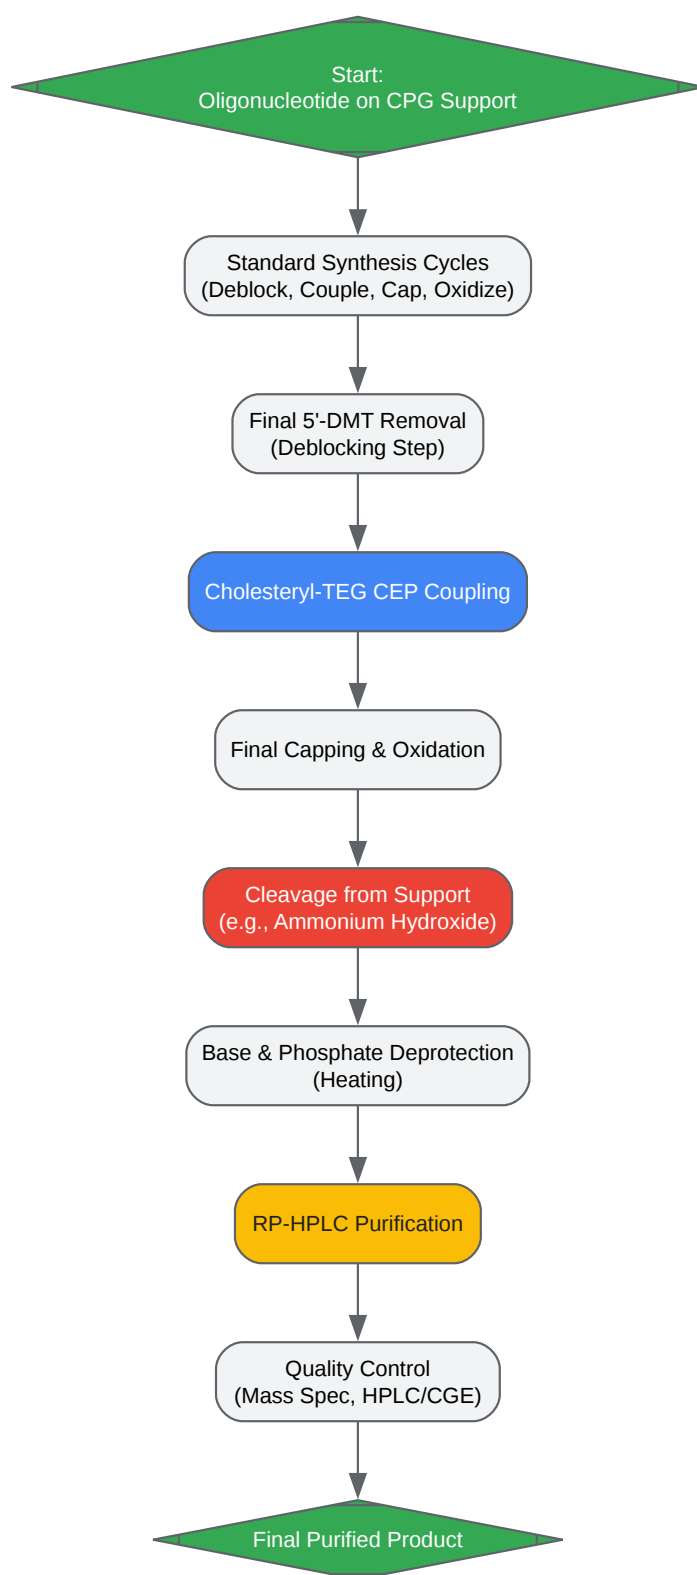 Start:
Oligonucleotide on CPG Support
Standard Synthesis Cycles
(Deblock, Couple, Cap, Oxidize)
Final 5'-DMT Removal
(Deblocking Step)
Cholesteryl-TEG CEP Coupling
Final Capping & Oxidation
Cleavage from Support
(e.g., Ammonium Hydroxide)
Base & Phosphate Deprotection
(Heating)
RP-HPLC Purification
Quality Control
(Mass Spec, HPLC/CGE)
Final Purified Product